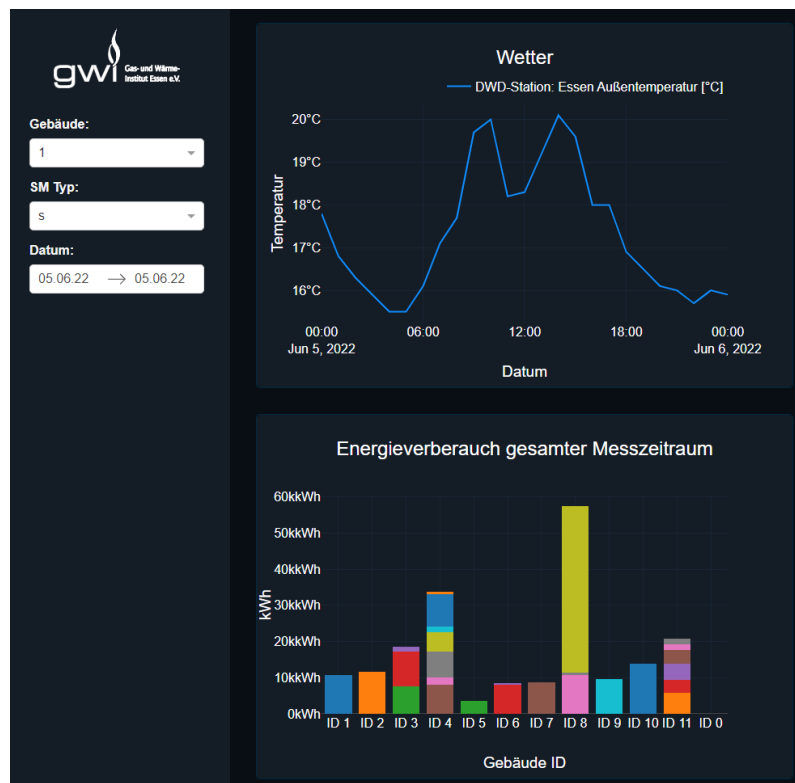 gwi Gas- und Wärme-
Institut Essen e.V.
Gebäude:
1
SM Typ:
s
Datum:
05.06.22 → 05.06.22
Wetter
DWD-Station: Essen Außentemperatur [°C]
20°C
19°C
18°C
17°C
16°C
Temperatur
00:00 06:00 12:00 18:00 00:00
Jun 5, 2022 Jun 6, 2022
Datum
Energieverberauch gesamter Messzeitraum
60kkWh
50kkWh
40kkWh
30kkWh
20kkWh
10kkWh
0kWh
kWh
ID 1 ID 2 ID 3 ID 4 ID 5 ID 6 ID 7 ID 8 ID 9 ID 10 ID 11 ID 0
Gebäude ID